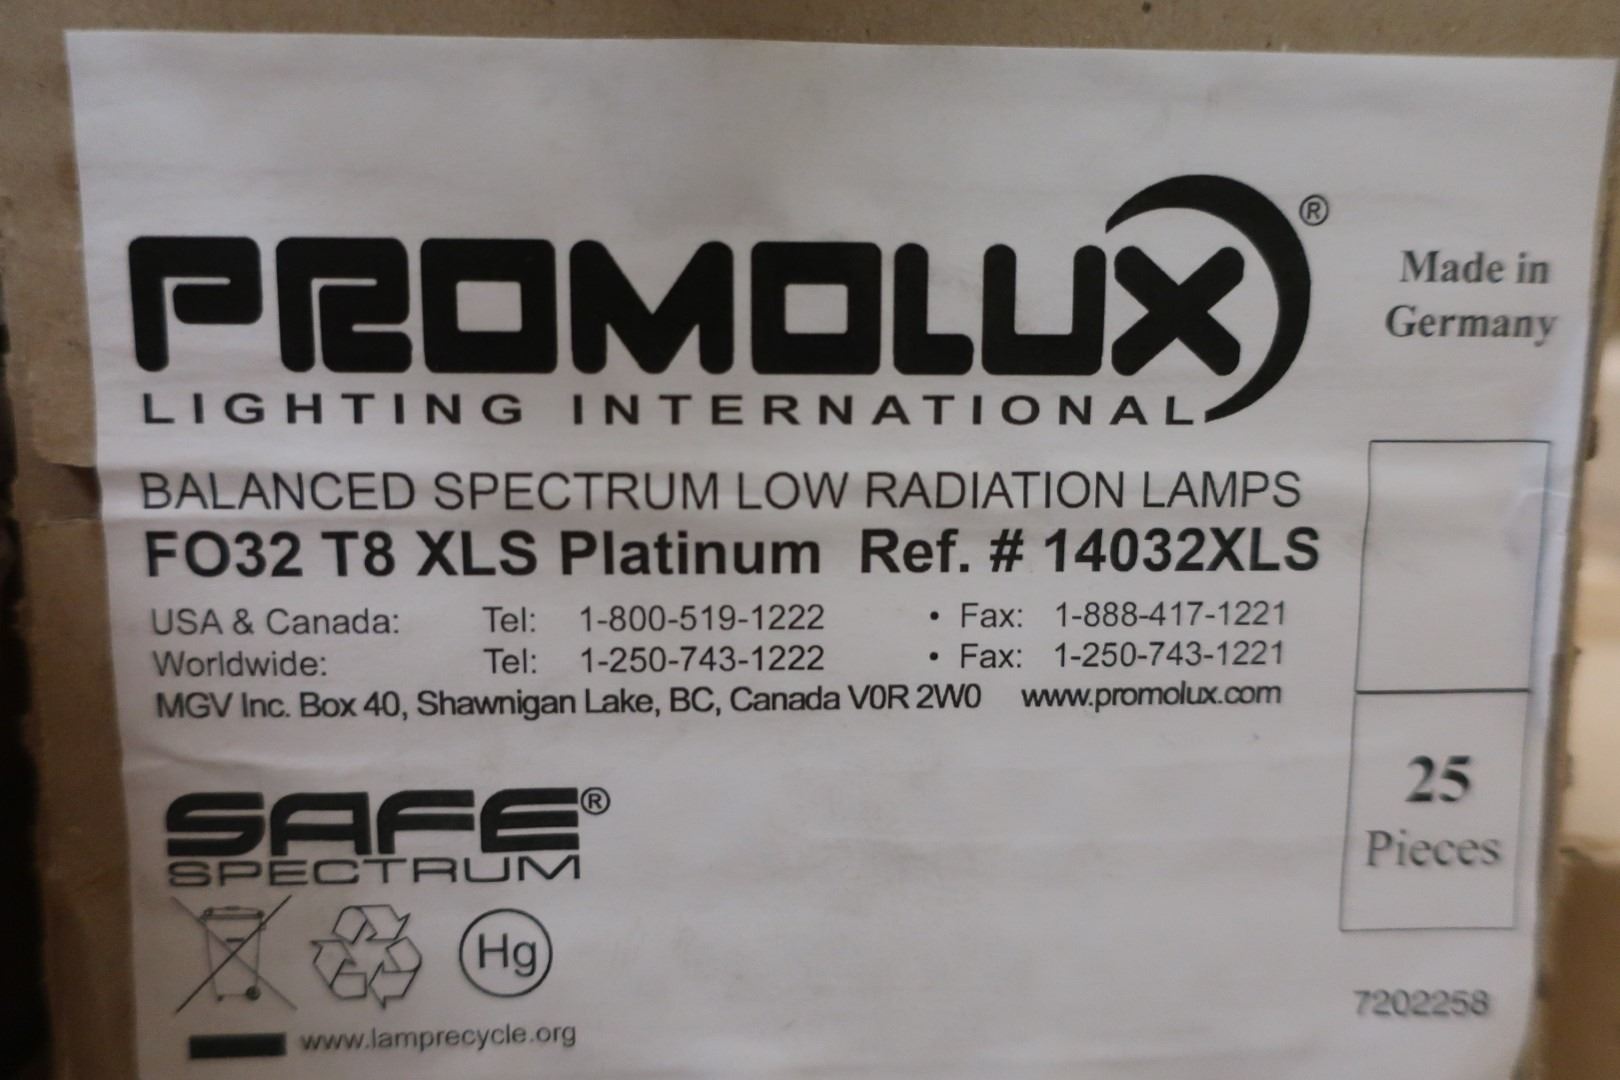 PROMOLUX®
LIGHTING INTERNATIONAL
Made in
Germany
BALANCED SPECTRUM LOW RADIATION LAMPS
FO32 T8 XLS Platinum Ref. # 14032XLS
USA & Canada: Tel: 1-800-519-1222 • Fax: 1-888-417-1221
Worldwide: Tel: 1-250-743-1222 • Fax: 1-250-743-1221
MGV Inc. Box 40, Shawnigan Lake, BC, Canada V0R 2W0 www.promolux.com
25
Pieces
SAFE®
SPECTRUM
Hg
www.lamprecycle.org
7202258